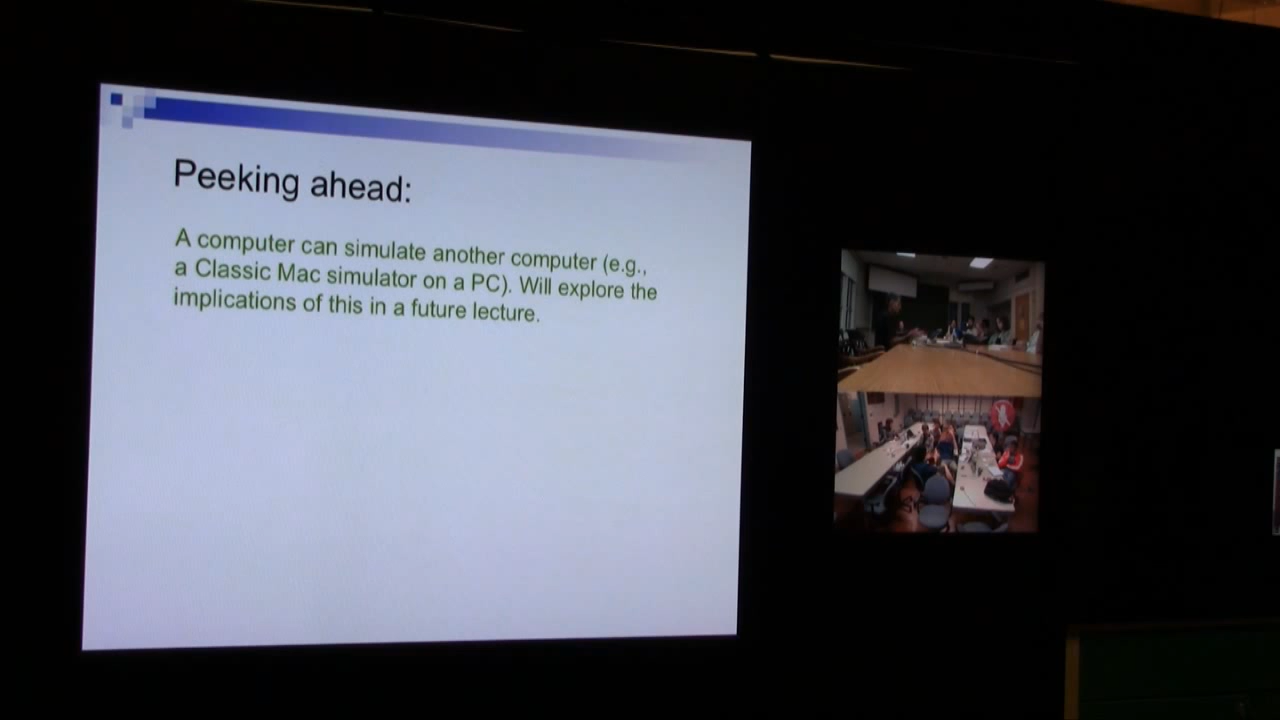 Peeking ahead:
A computer can simulate another computer (e.g.,
a Classic Mac simulator on a PC). Will explore the
implications of this in a future lecture.